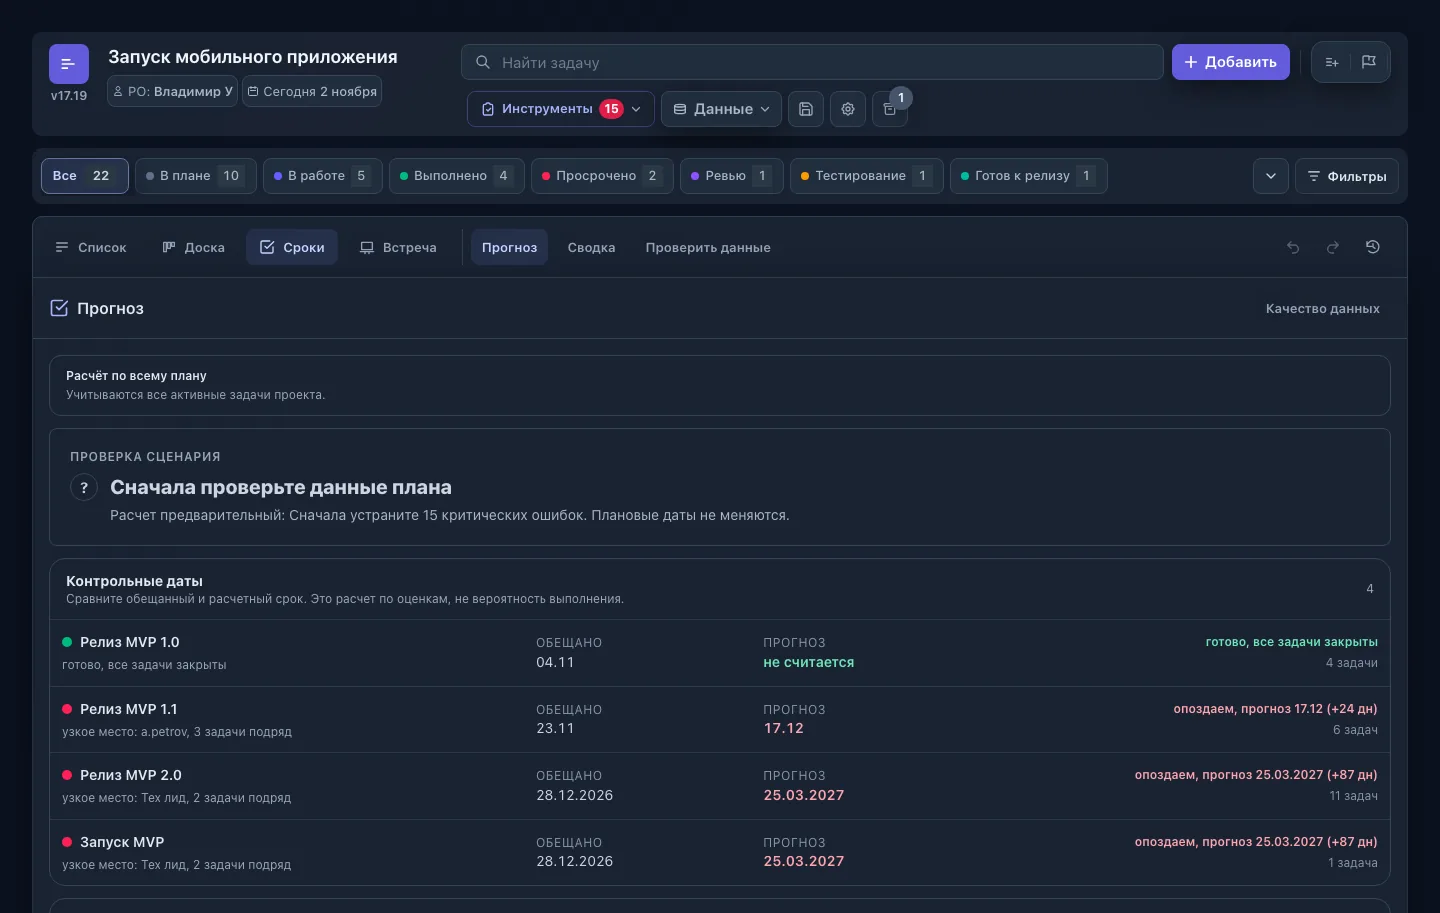 Запуск мобильного приложения
v17.19
PO: Владимир У
Сегодня 2 ноября
Найти задачу
Добавить
Инструменты 15
Данные
1
Все 22
В плане 10
В работе 5
Выполнено 4
Просрочено 2
Ревью 1
Тестирование 1
Готов к релизу 1
Фильтры
Список
Доска
Сроки
Встреча
Прогноз
Сводка
Проверить данные
Прогноз
Качество данных
Расчёт по всему плану
Учитываются все активные задачи проекта.
ПРОВЕРКА СЦЕНАРИЯ
? Сначала проверьте данные плана
Расчет предварительный: Сначала устраните 15 критических ошибок. Плановые даты не меняются.
Контрольные даты
Сравните обещанный и расчетный срок. Это расчет по оценкам, не вероятность выполнения.
4
Релиз MVP 1.0
готово, все задачи закрыты
ОБЕЩАНО
04.11
ПРОГНОЗ
не считается
готово, все задачи закрыты
4 задачи
Релиз MVP 1.1
узкое место: a.petrov, 3 задачи подряд
ОБЕЩАНО
23.11
ПРОГНОЗ
17.12
опоздаем, прогноз 17.12 (+24 дн)
6 задач
Релиз MVP 2.0
узкое место: Тех лид, 2 задачи подряд
ОБЕЩАНО
28.12.2026
ПРОГНОЗ
25.03.2027
опоздаем, прогноз 25.03.2027 (+87 дн)
11 задач
Запуск MVP
узкое место: Тех лид, 2 задачи подряд
ОБЕЩАНО
28.12.2026
ПРОГНОЗ
25.03.2027
опоздаем, прогноз 25.03.2027 (+87 дн)
1 задача